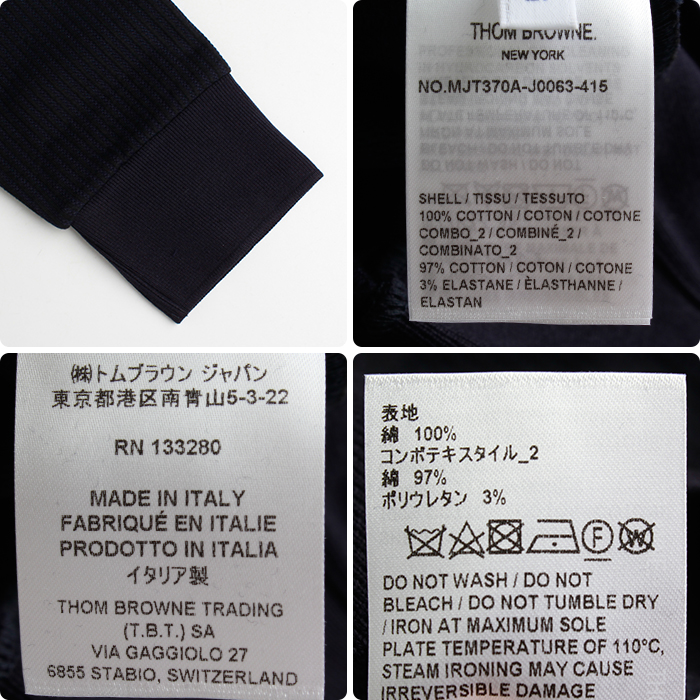 THOM BROWNE.
NEW YORK
NO.MJT370A-J0063-415
SHELL / TISSU / TESSUTO
100% COTTON / COTON / COTONE
COMBO_2 / COMBINÉ_2 /
COMBINATO_2
97% COTTON / COTON / COTONE
3% ELASTANE / ÉLASTHANNE /
ELASTAN
㈱トムブラウン ジャパン
東京都港区南青山5-3-22
RN 133280
MADE IN ITALY
FABRIQUÉ EN ITALIE
PRODOTTO IN ITALIA
イタリア製
THOM BROWNE TRADING
(T.B.T.) SA
VIA GAGGIOLO 27
6855 STABIO, SWITZERLAND
表地
綿 100%
コンボテキスタイル_2
綿 97%
ポリウレタン 3%
DO NOT WASH / DO NOT
BLEACH / DO NOT TUMBLE DRY
/ IRON AT MAXIMUM SOLE
PLATE TEMPERATURE OF 110°C,
STEAM IRONING MAY CAUSE
IRREVERSIBLE DAMAGE